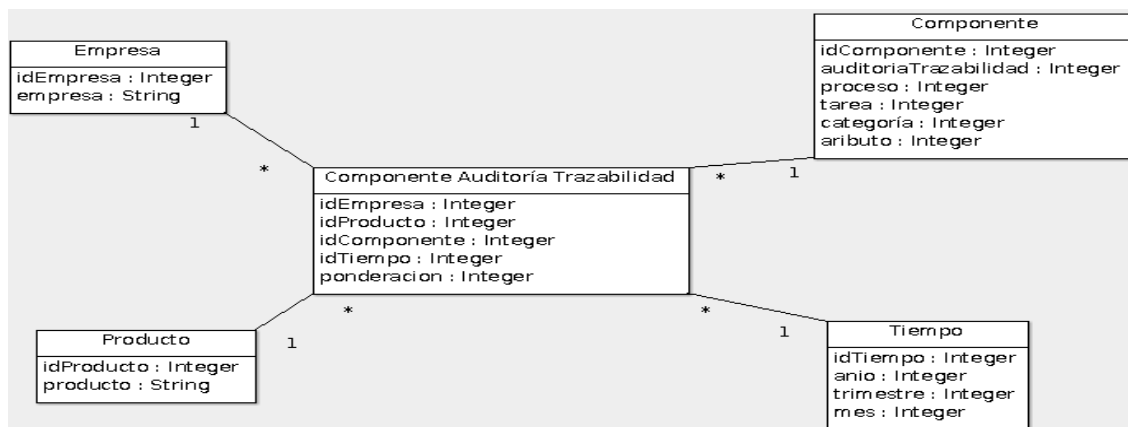 Empresa
idEmpresa : Integer
empresa : String
1
*
Componente
idComponente : Integer
auditoriaTrazabilidad : Integer
proceso : Integer
tarea : Integer
categoría : Integer
aributo : Integer
*
1
Componente Auditoría Trazabilidad
idEmpresa : Integer
idProducto : Integer
idComponente : Integer
idTiempo : Integer
ponderacion : Integer
*
1
*
1
Producto
idProducto : Integer
producto : String
Tiempo
idTiempo : Integer
anio : Integer
trimestre : Integer
mes : Integer